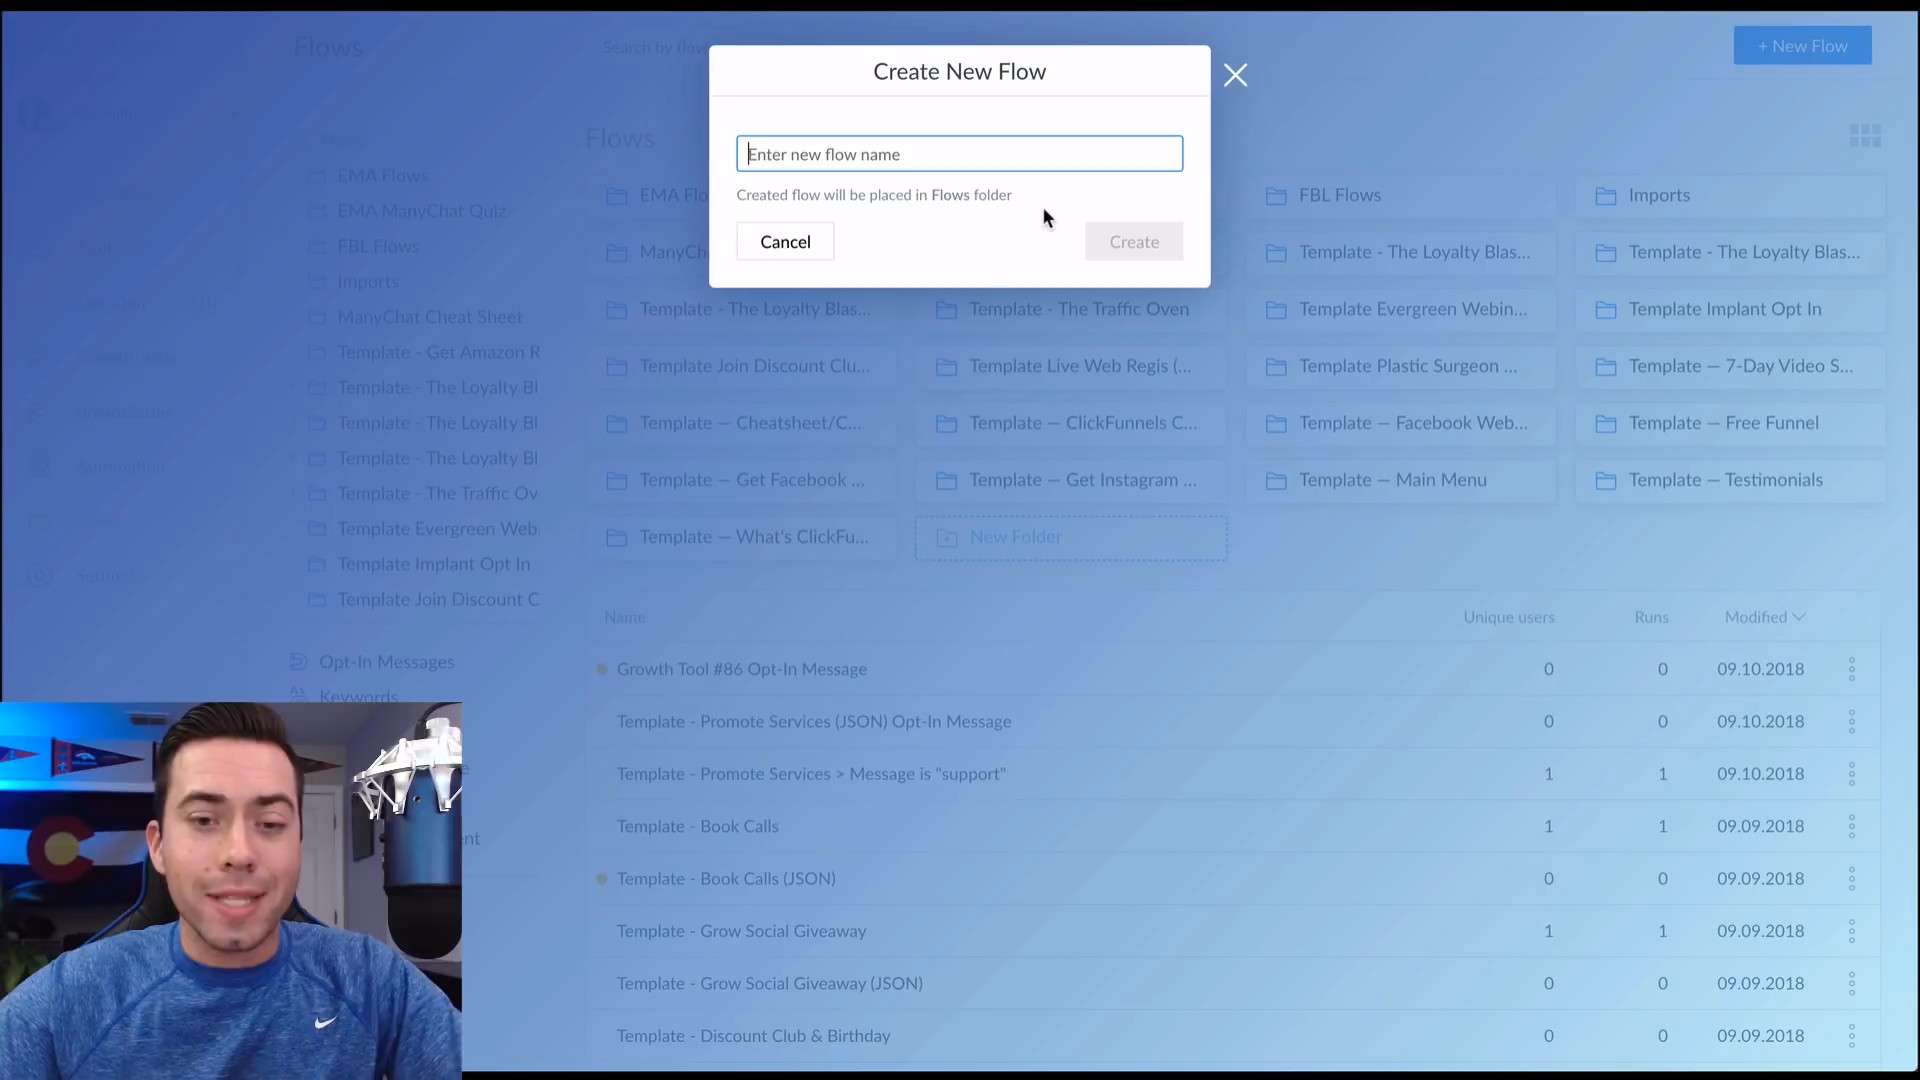 Flows
Search by flow
+ New Flow
Create New Flow
Enter new flow name
Created flow will be placed in Flows folder
Cancel
Create
EMA Flows
EMA ManyChat Quiz
FBL Flows
Imports
ManyChat Cheat Sheet
Template - Get Amazon R
Template - The Loyalty Bl
Template - The Loyalty Bl
Template - The Loyalty Bl
Template - The Traffic Ov
Template Evergreen Webi
Template Implant Opt In
Template Join Discount C
Opt-In Messages
Keywords
Broadcasting
Automation
Settings
Flows
EMA Flo
FBL Flows
Imports
ManyCh
Template - The Loyalty Blas...
Template - The Loyalty Blas...
Template - The Loyalty Blas...
Template - The Traffic Oven
Template Evergreen Webin...
Template Implant Opt In
Template Join Discount Clu...
Template Live Web Regis (...
Template Plastic Surgeon ...
Template — 7-Day Video S...
Template — Cheatsheet/C...
Template — ClickFunnels C...
Template — Facebook Web...
Template — Free Funnel
Template — Get Facebook ...
Template — Get Instagram ...
Template — Main Menu
Template — Testimonials
Template — What's ClickFu...
New Folder
Name Unique users Runs Modified
Growth Tool #86 Opt-In Message 0 0 09.10.2018
Template - Promote Services (JSON) Opt-In Message 0 0 09.10.2018
Template - Promote Services > Message is "support" 1 1 09.10.2018
Template - Book Calls 1 1 09.09.2018
Template - Book Calls (JSON) 0 0 09.09.2018
Template - Grow Social Giveaway 1 1 09.09.2018
Template - Grow Social Giveaway (JSON) 0 0 09.09.2018
Template - Discount Club & Birthday 0 0 09.09.2018